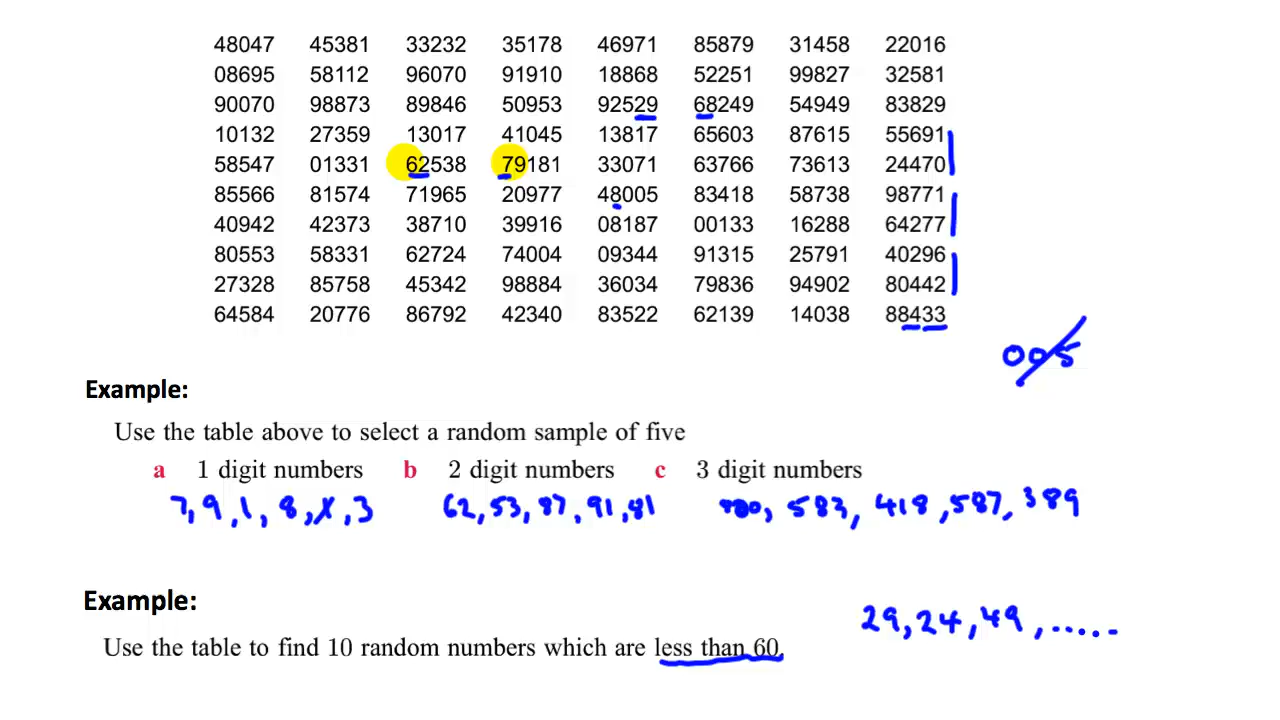 48047 45381 33232 35178 46971 85879 31458 22016
08695 58112 96070 91910 18868 52251 99827 32581
90070 98873 89846 50953 92529 68249 54949 83829
10132 27359 13017 41045 13817 65603 87615 55691
58547 01331 62538 79181 33071 63766 73613 24470
85566 81574 71965 20977 48005 83418 58738 98771
40942 42373 38710 39916 08187 00133 16288 64277
80553 58331 62724 74004 09344 91315 25791 40296
27328 85758 45342 98884 36034 79836 94902 80442
64584 20776 86792 42340 83522 62139 14038 88433
005
Example:
Use the table above to select a random sample of five
a 1 digit numbers b 2 digit numbers c 3 digit numbers
7, 9, 1, 8, 1, 3 62, 53, 87, 91, 81 800, 583, 418, 587, 389
Example:
29, 24, 49, .....
Use the table to find 10 random numbers which are less than 60.